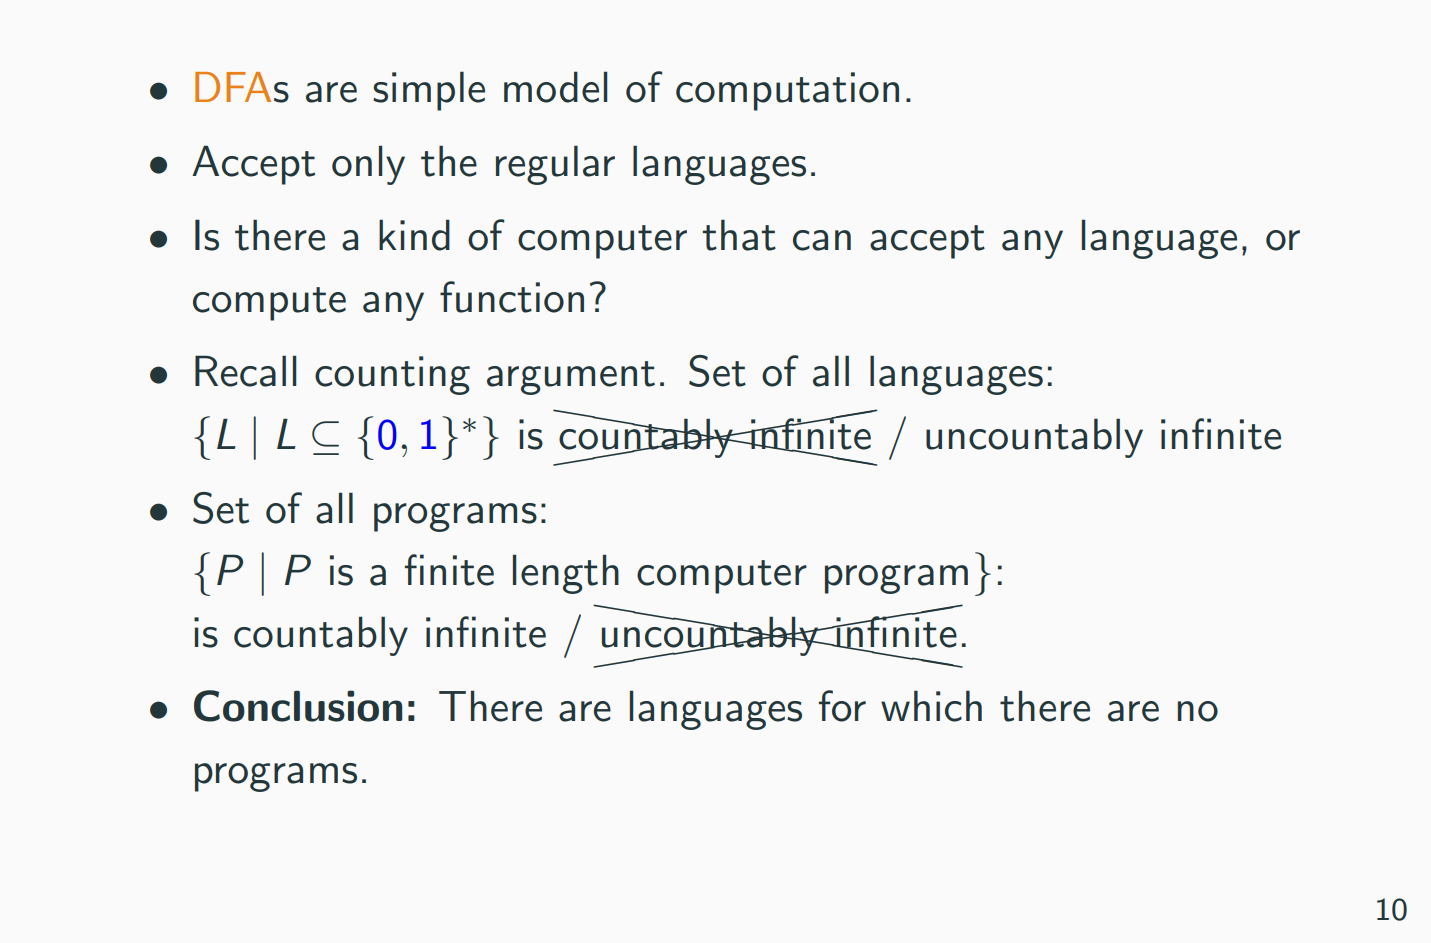 • DFAs are simple model of computation.
• Accept only the regular languages.
• Is there a kind of computer that can accept any language, or
compute any function?
• Recall counting argument. Set of all languages:
{L | L ⊆ {0, 1}*} is countably infinite / uncountably infinite
• Set of all programs:
{P | P is a finite length computer program}:
is countably infinite / uncountably infinite.
• Conclusion: There are languages for which there are no
programs.
10